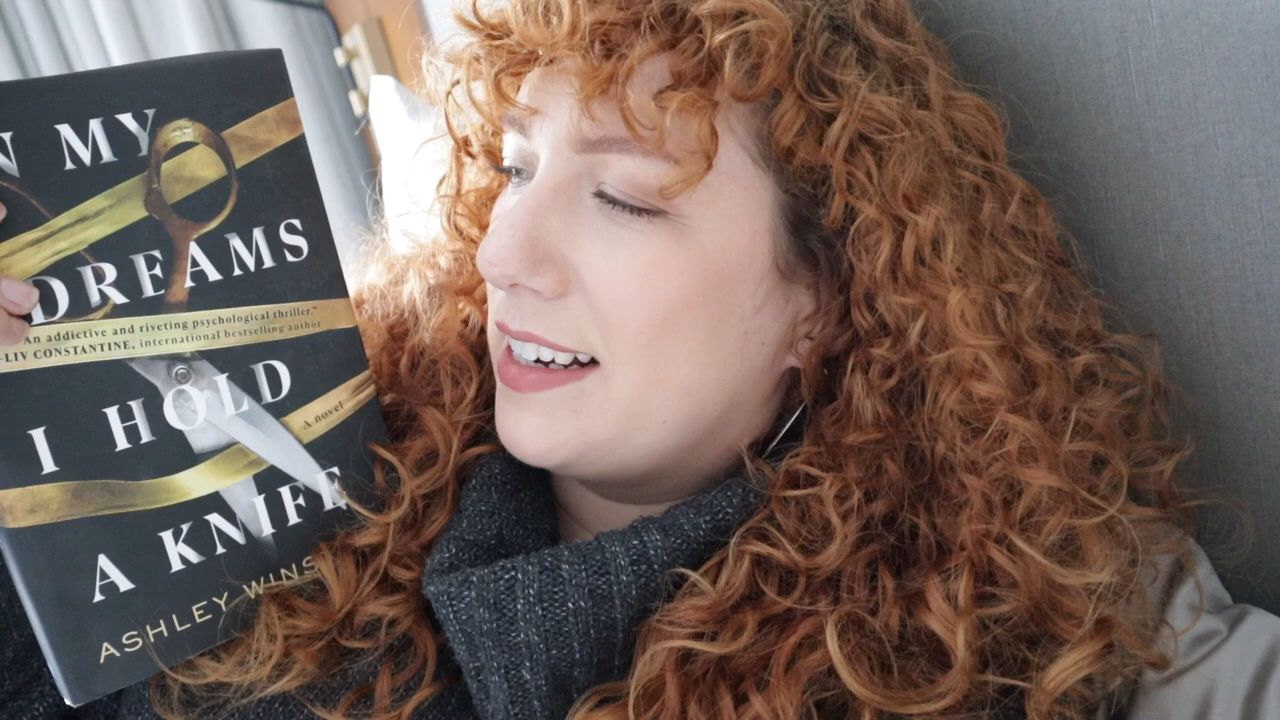 N MY
DREAMS
"An addictive and riveting psychological thriller."
-LIV CONSTANTINE, international bestselling author
I HOLD
A novel
A KNIFE
ASHLEY WINS